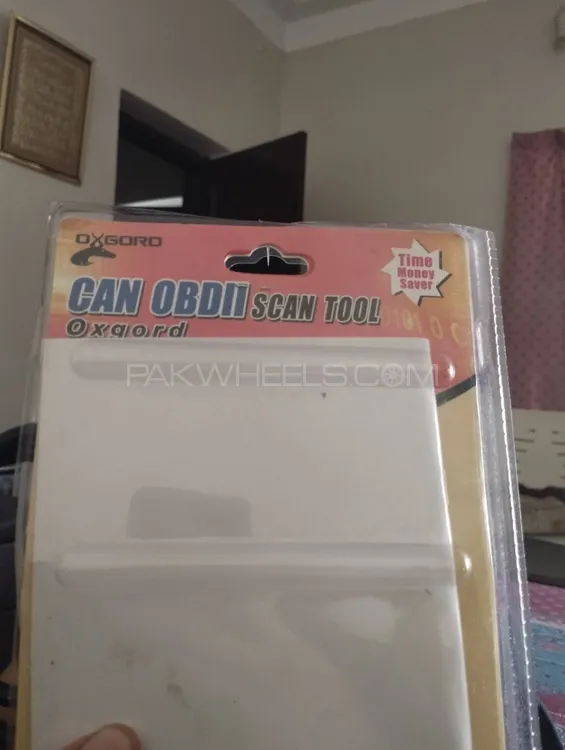 OXGORD
Time
Money
Saver
CAN OBDII SCAN TOOL
Oxgord
PAKWHEELS.COM